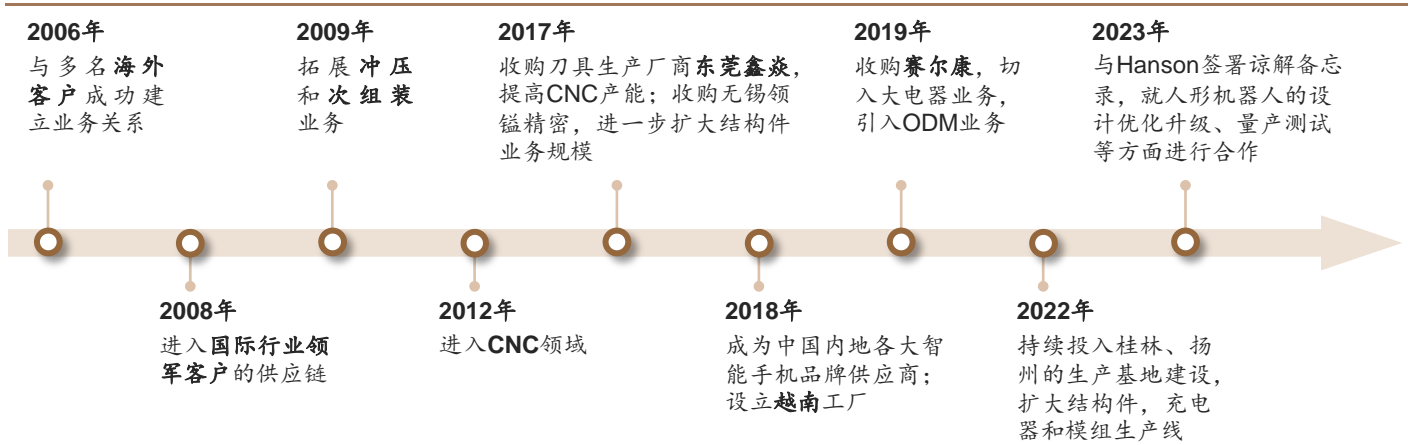 2006年
与多名海外
客户成功建
立业务关系
2009年
拓展冲压
和次组装
业务
2017年
收购刀具生产厂商东莞鑫焱，
提高CNC产能；收购无锡领
镒精密，进一步扩大结构件
业务规模
2019年
收购赛尔康，切
入大电器业务，
引入ODM业务
2023年
与Hanson签署谅解备忘
录，就人形机器人的设
计优化升级、量产测试
等方面进行合作
2008年
进入国际行业领
军客户的供应链
2012年
进入CNC领域
2018年
成为中国内地各大智
能手机品牌供应商；
设立越南工厂
2022年
持续投入桂林、扬
州的生产基地建设，
扩大结构件，充电
器和模组生产线